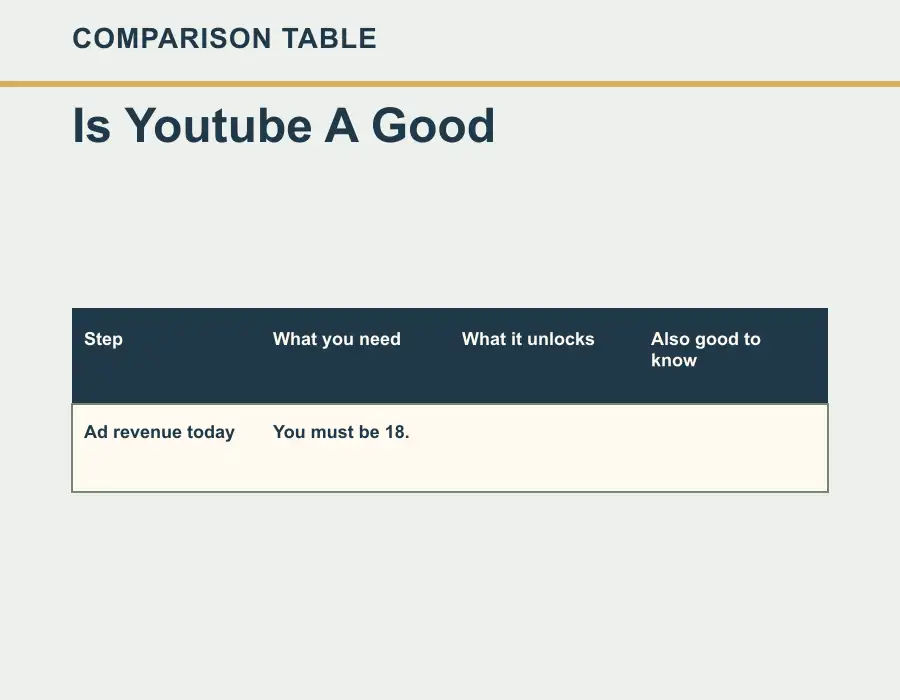 COMPARISON TABLE
Is Youtube A Good
Step What you need What it unlocks Also good to
know
Ad revenue today You must be 18.